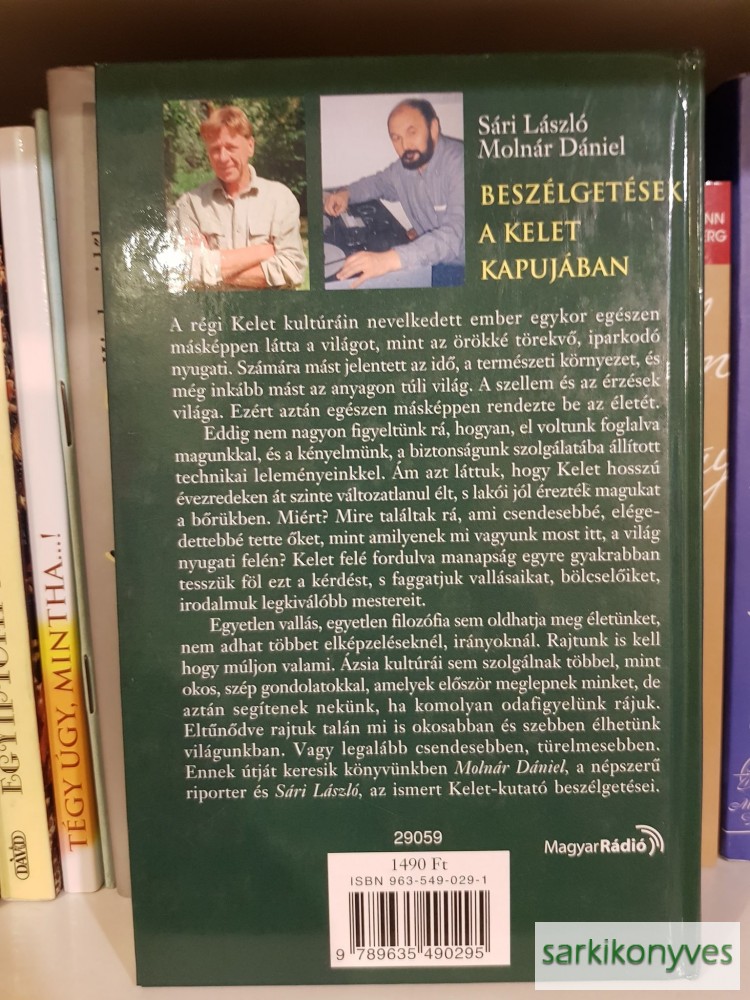 Sári László
Molnár Dániel
BESZÉLGETÉSEK
A KELET
KAPUJÁBAN
A régi Kelet kultúráin nevelkedett ember egykor egészen
másképpen látta a világot, mint az örökké törekvő, iparkodó
nyugati. Számára mást jelentett az idő, a természeti környezet, és
még inkább mást az anyagon túli világ. A szellem és az érzések
világa. Ezért aztán egészen másképpen rendezte be az életét.
Eddig nem nagyon figyeltünk rá, hogyan, el voltunk foglalva
magunkkal, és a kényelmünk, a biztonságunk szolgálatába állított
technikai leleményeinkkel. Ám azt láttuk, hogy Kelet hosszú
évezredeken át szinte változatlanul élt, s lakói jól érezték magukat
a bőrükben. Miért? Mire találtak rá, ami csendesebbé, elége-
dettebbé tette őket, mint amilyenek mi vagyunk most itt, a világ
nyugati felén? Kelet felé fordulva manapság egyre gyakrabban
tesszük föl ezt a kérdést, s faggatjuk vallásaikat, bölcselőiket,
irodalmuk legkiválóbb mestereit.
Egyetlen vallás, egyetlen filozófia sem oldhatja meg életünket,
nem adhat többet elképzeléseknél, irányoknál. Rajtunk is kell
hogy múljon valami. Ázsia kultúrái sem szolgálnak többel, mint
okos, szép gondolatokkal, amelyek először meglepnek minket, de
aztán segítenek nekünk, ha komolyan odafigyelünk rájuk.
Eltűnődve rajtuk talán mi is okosabban és szebben élhetünk
világunkban. Vagy legalább csendesebben, türelmesebben.
Ennek útját keresik könyvünkben Molnár Dániel, a népszerű
riporter és Sári László, az ismert Kelet-kutató beszélgetései.
29059
1490 Ft
ISBN 963-549-029-1
9 789635 490295
MagyarRádió
TÉGY ÚGY, MINTHA...!
DÁVID
NN
ERG
sarkikonyves